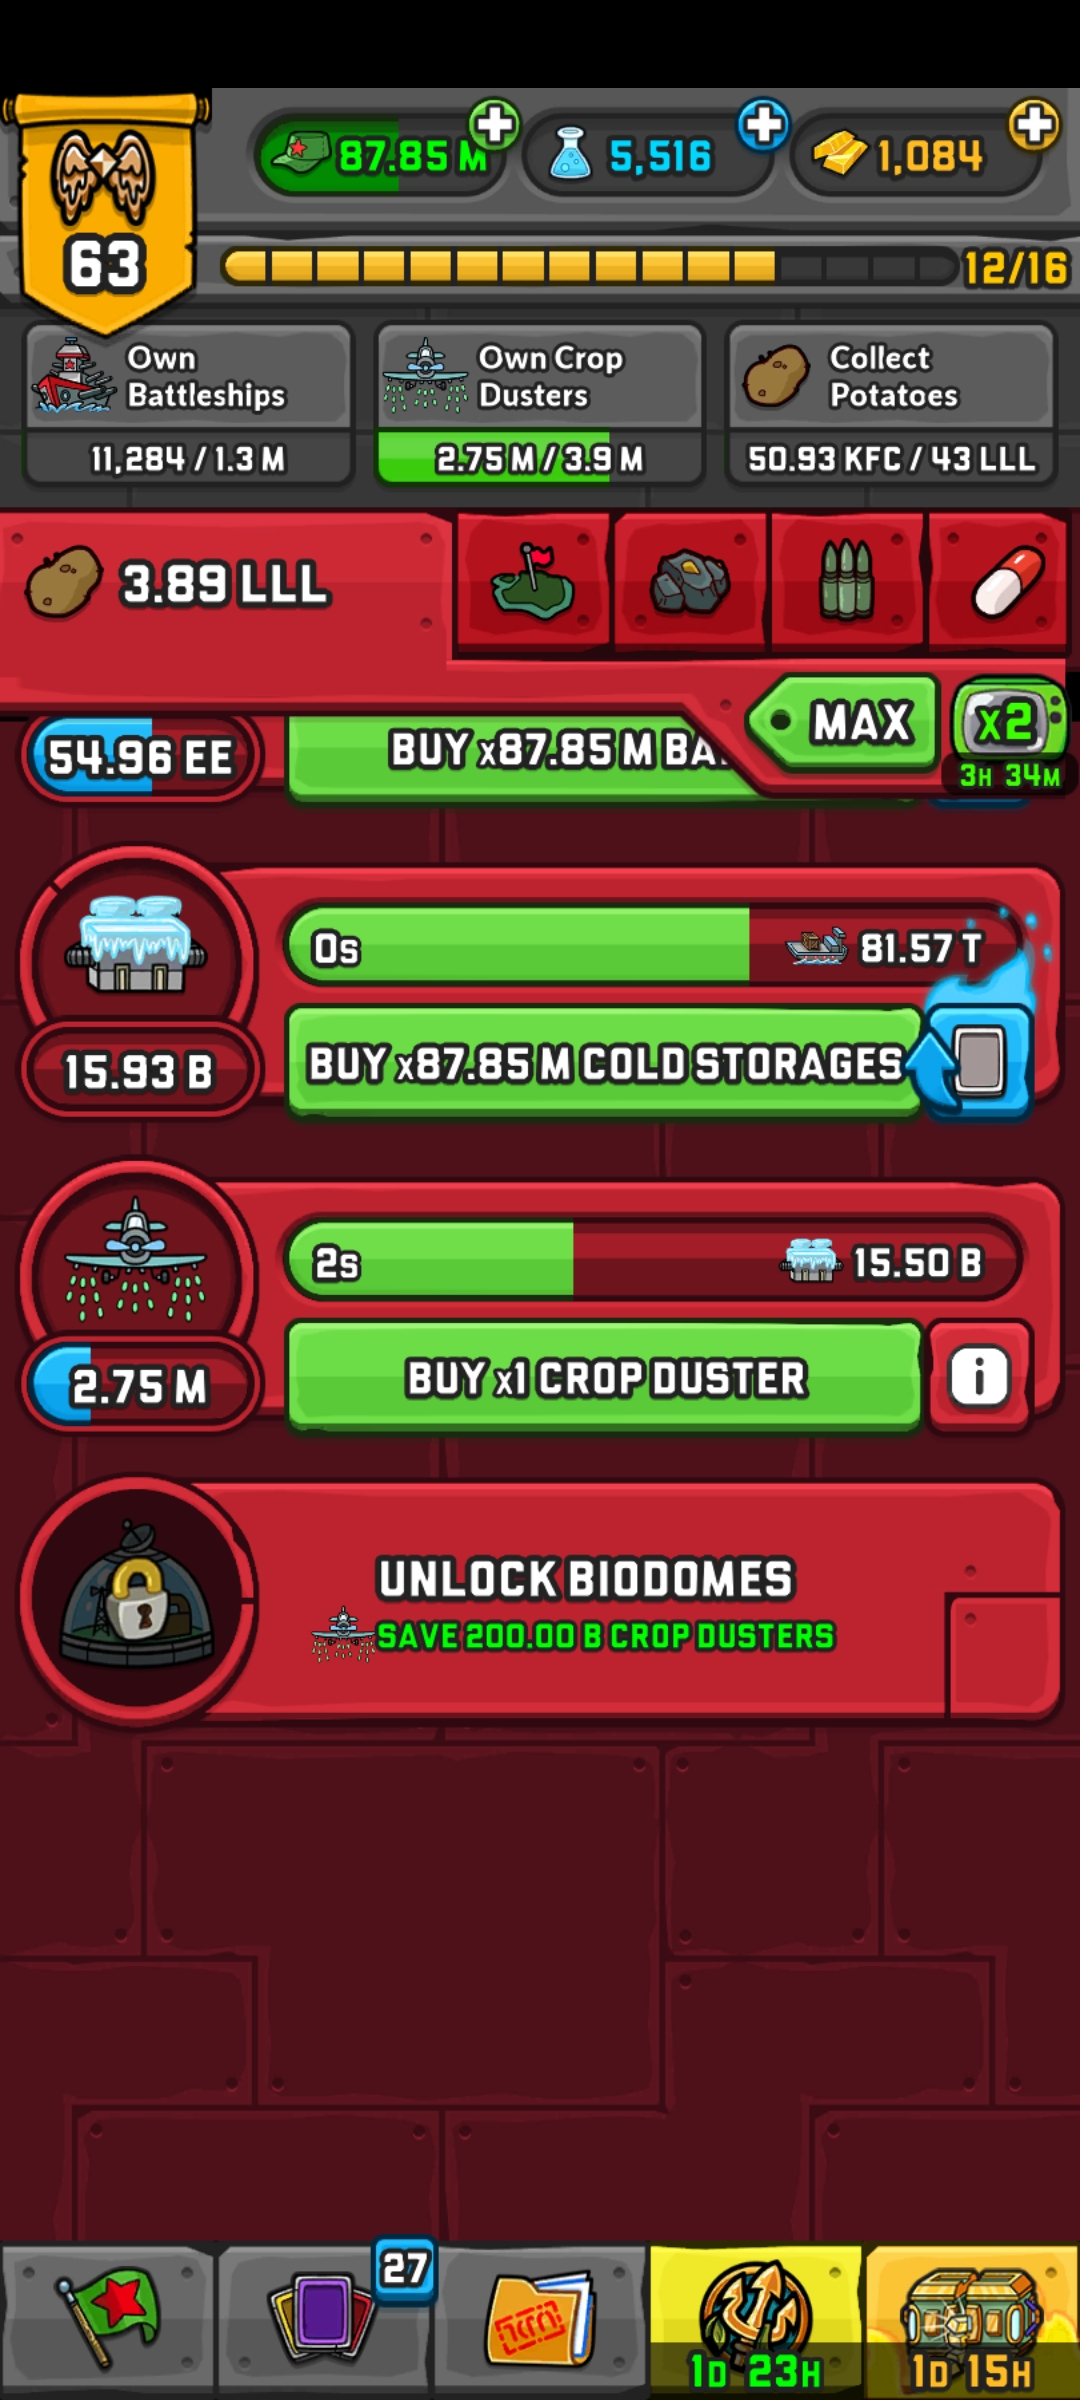 87.85 M
5,516
1,084
63
12/16
Own
Battleships
11,284 / 1.3 M
Own Crop
Dusters
2.75 M / 3.9 M
Collect
Potatoes
50.93 KFC / 43 LLL
3.89 LLL
MAX
x2
3H 34M
54.96 EE
BUY x87.85 M BA
0s
81.57 T
15.93 B
BUY x87.85 M COLD STORAGES
2s
15.50 B
2.75 M
BUY x1 CROP DUSTER
i
UNLOCK BIODOMES
SAVE 200.00 B CROP DUSTERS
27
1D 23H
1D 15H